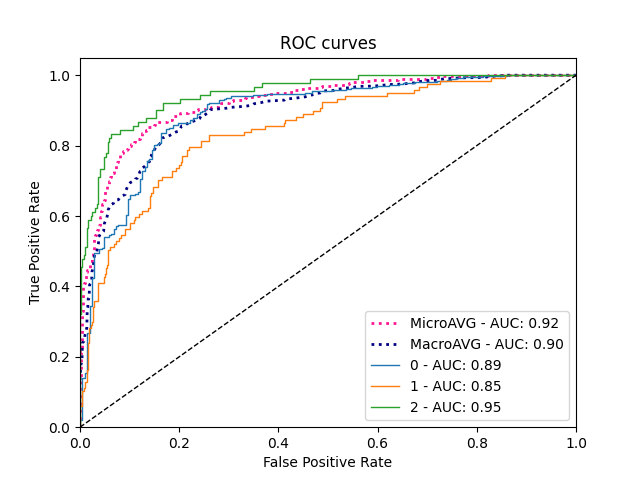 ROC curves
True Positive Rate
1.0
0.8
0.6
0.4
0.2
0.0
0.0 0.2 0.4 0.6 0.8 1.0
False Positive Rate
MicroAVG - AUC: 0.92
MacroAVG - AUC: 0.90
0 - AUC: 0.89
1 - AUC: 0.85
2 - AUC: 0.95